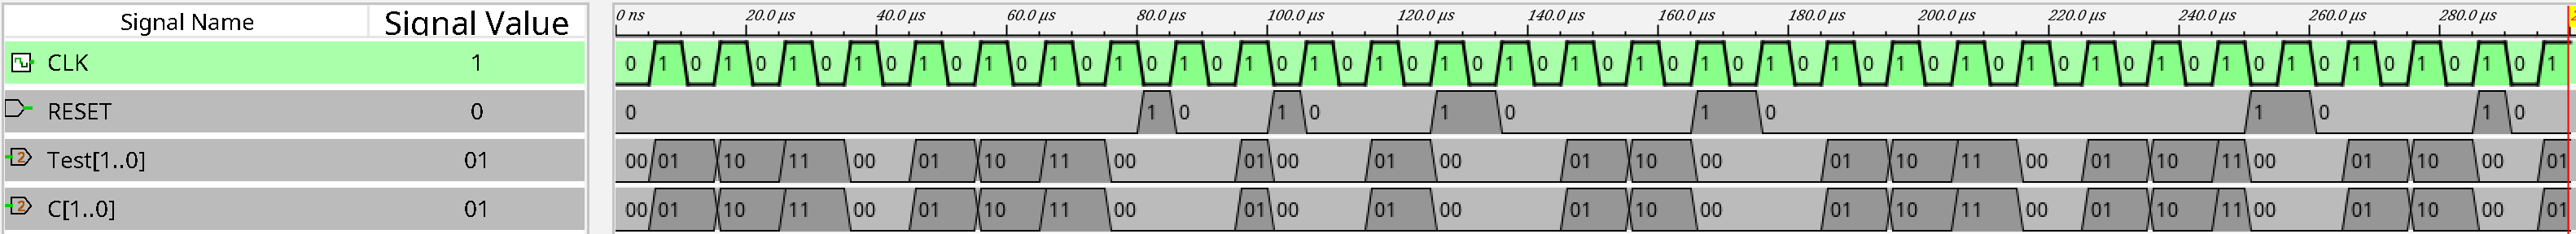 Signal Name Signal Value 0 ns 20.0 µs 40.0 µs 60.0 µs 80.0 µs 100.0 µs 120.0 µs 140.0 µs 160.0 µs 180.0 µs 200.0 µs 220.0 µs 240.0 µs 260.0 µs 280.0 µs
CLK 1 0 1 0 1 0 1 0 1 0 1 0 1 0 1 0 1 0 1 0 1 0 1 0 1 0 1 0 1 0 1 0 1 0 1 0 1 0 1 0 1 0 1 0 1 0 1 0 1 0 1 0 1 0 1 0 1 0 1 0 1
RESET 0 0 1 0 1 0 1 0 1 0 1 0 1 0
2 Test[1..0] 01 00 01 10 11 00 01 10 11 00 01 00 01 00 01 10 00 01 10 11 00 01 10 11 00 01 10 00 01
2 C[1..0] 01 00 01 10 11 00 01 10 11 00 01 00 01 00 01 10 00 01 10 11 00 01 10 11 00 01 10 00 01